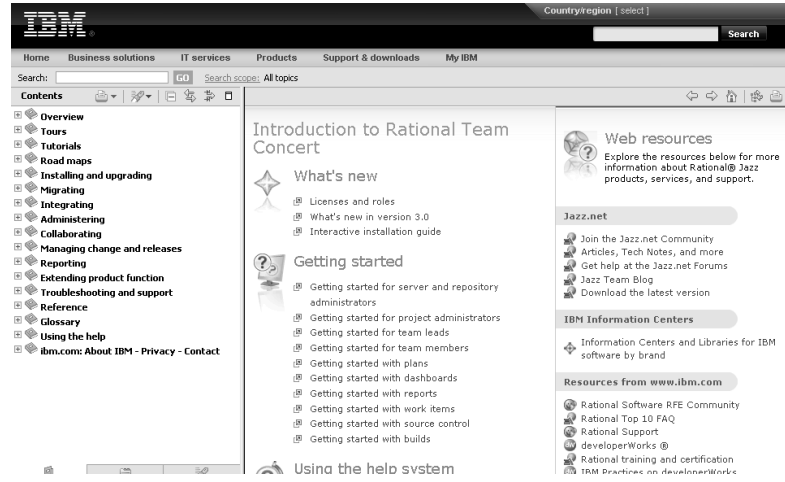 Country/region [ select ]
IBM®
Search
Home Business solutions IT services Products Support & downloads My IBM
Search: GO Search scope: All topics
Contents
Overview
Tours
Tutorials
Road maps
Installing and upgrading
Migrating
Integrating
Administering
Collaborating
Managing change and releases
Reporting
Extending product function
Troubleshooting and support
Reference
Glossary
Using the help
ibm.com: About IBM - Privacy - Contact
Introduction to Rational Team
Concert
What's new
Licenses and roles
What's new in version 3.0
Interactive installation guide
Getting started
Getting started for server and repository
administrators
Getting started for project administrators
Getting started for team leads
Getting started for team members
Getting started with plans
Getting started with dashboards
Getting started with reports
Getting started with work items
Getting started with source control
Getting started with builds
Using the help system
Web resources
Explore the resources below for more
information about Rational® Jazz
products, services, and support.
Jazz.net
Join the Jazz.net Community
Articles, Tech Notes, and more
Get help at the Jazz.net Forums
Jazz Team Blog
Download the latest version
IBM Information Centers
Information Centers and Libraries for IBM
software by brand
Resources from www.ibm.com
Rational Software RFE Community
Rational Top 10 FAQ
Rational Support
developerWorks ®
Rational training and certification
IBM Practices on developerWorks